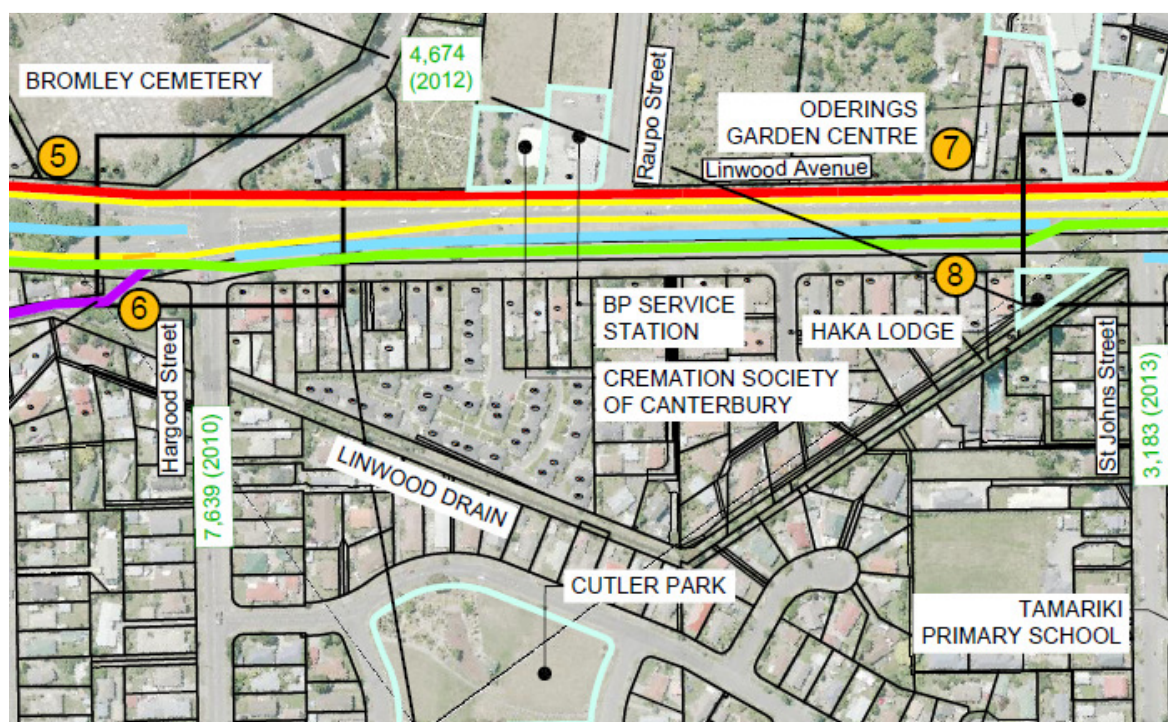 BROMLEY CEMETERY
4,674
(2012)
Raupo Street
ODERINGS
GARDEN CENTRE
5
7
Linwood Avenue
6
8
BP SERVICE
STATION
HAKA LODGE
CREMATION SOCIETY
OF CANTERBURY
Hargood Street
7,639 (2010)
St Johns Street
3,183 (2013)
LINWOOD DRAIN
CUTLER PARK
TAMARIKI
PRIMARY SCHOOL